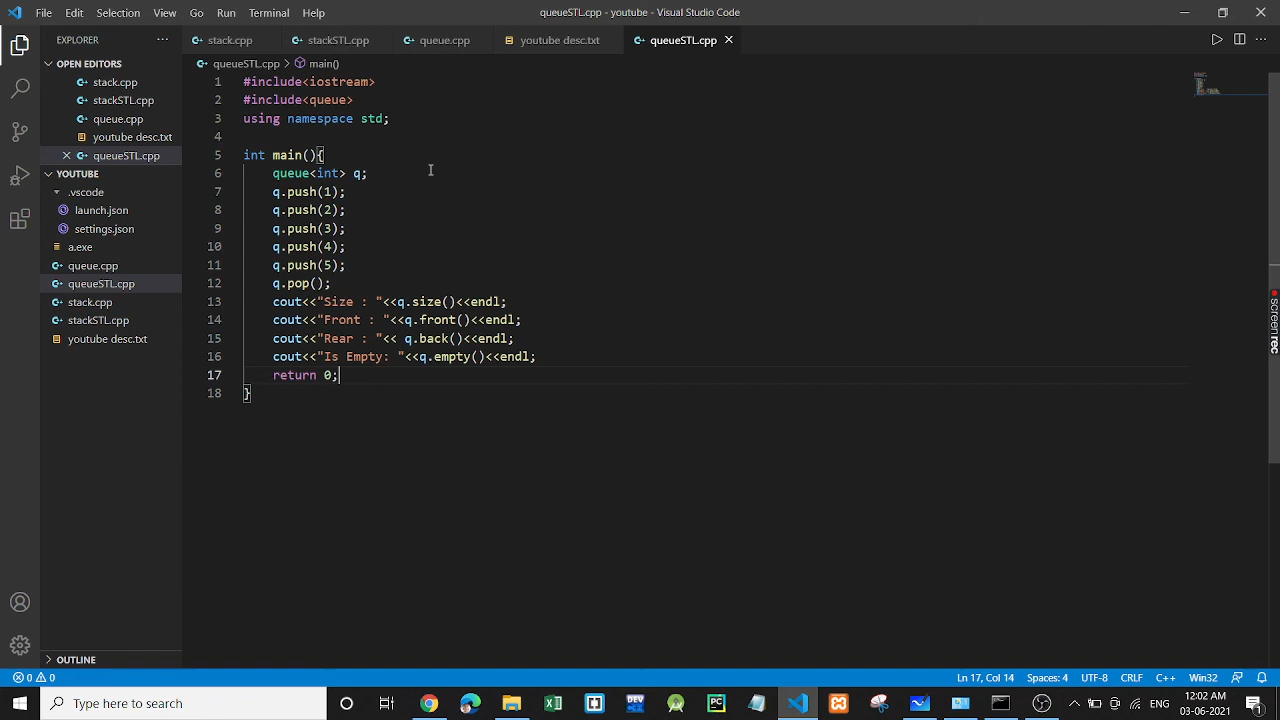 File Edit Selection View Go Run Terminal Help queueSTL.cpp - youtube - Visual Studio Code
EXPLORER
stack.cpp stackSTL.cpp queue.cpp youtube desc.txt queueSTL.cpp
OPEN EDITORS
stack.cpp
stackSTL.cpp
queue.cpp
youtube desc.txt
queueSTL.cpp
YOUTUBE
.vscode
launch.json
settings.json
a.exe
queue.cpp
queueSTL.cpp
stack.cpp
stackSTL.cpp
youtube desc.txt
OUTLINE
queueSTL.cpp > main()
1 #include<iostream>
2 #include<queue>
3 using namespace std;
4
5 int main(){
6 queue<int> q;
7 q.push(1);
8 q.push(2);
9 q.push(3);
10 q.push(4);
11 q.push(5);
12 q.pop();
13 cout<<"Size : "<<q.size()<<endl;
14 cout<<"Front : "<<q.front()<<endl;
15 cout<<"Rear : "<< q.back()<<endl;
16 cout<<"Is Empty: "<<q.empty()<<endl;
17 return 0;
18 }
screenrec
0 0 Ln 17, Col 14 Spaces: 4 UTF-8 CRLF C++ Win32
Type here to search
DEV
PC
ENG
12:02 AM
03-06-2021